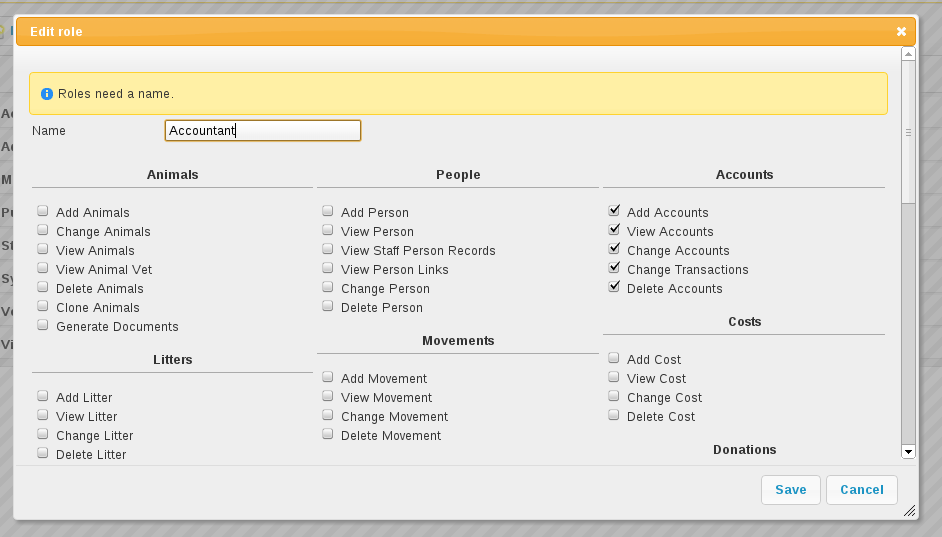 Edit role
Roles need a name.
Name
Accountant
Animals
Add Animals
Change Animals
View Animals
View Animal Vet
Delete Animals
Clone Animals
Generate Documents
Litters
Add Litter
View Litter
Change Litter
Delete Litter
People
Add Person
View Person
View Staff Person Records
View Person Links
Change Person
Delete Person
Movements
Add Movement
View Movement
Change Movement
Delete Movement
Accounts
Add Accounts
View Accounts
Change Accounts
Change Transactions
Delete Accounts
Costs
Add Cost
View Cost
Change Cost
Delete Cost
Donations
Save
Cancel